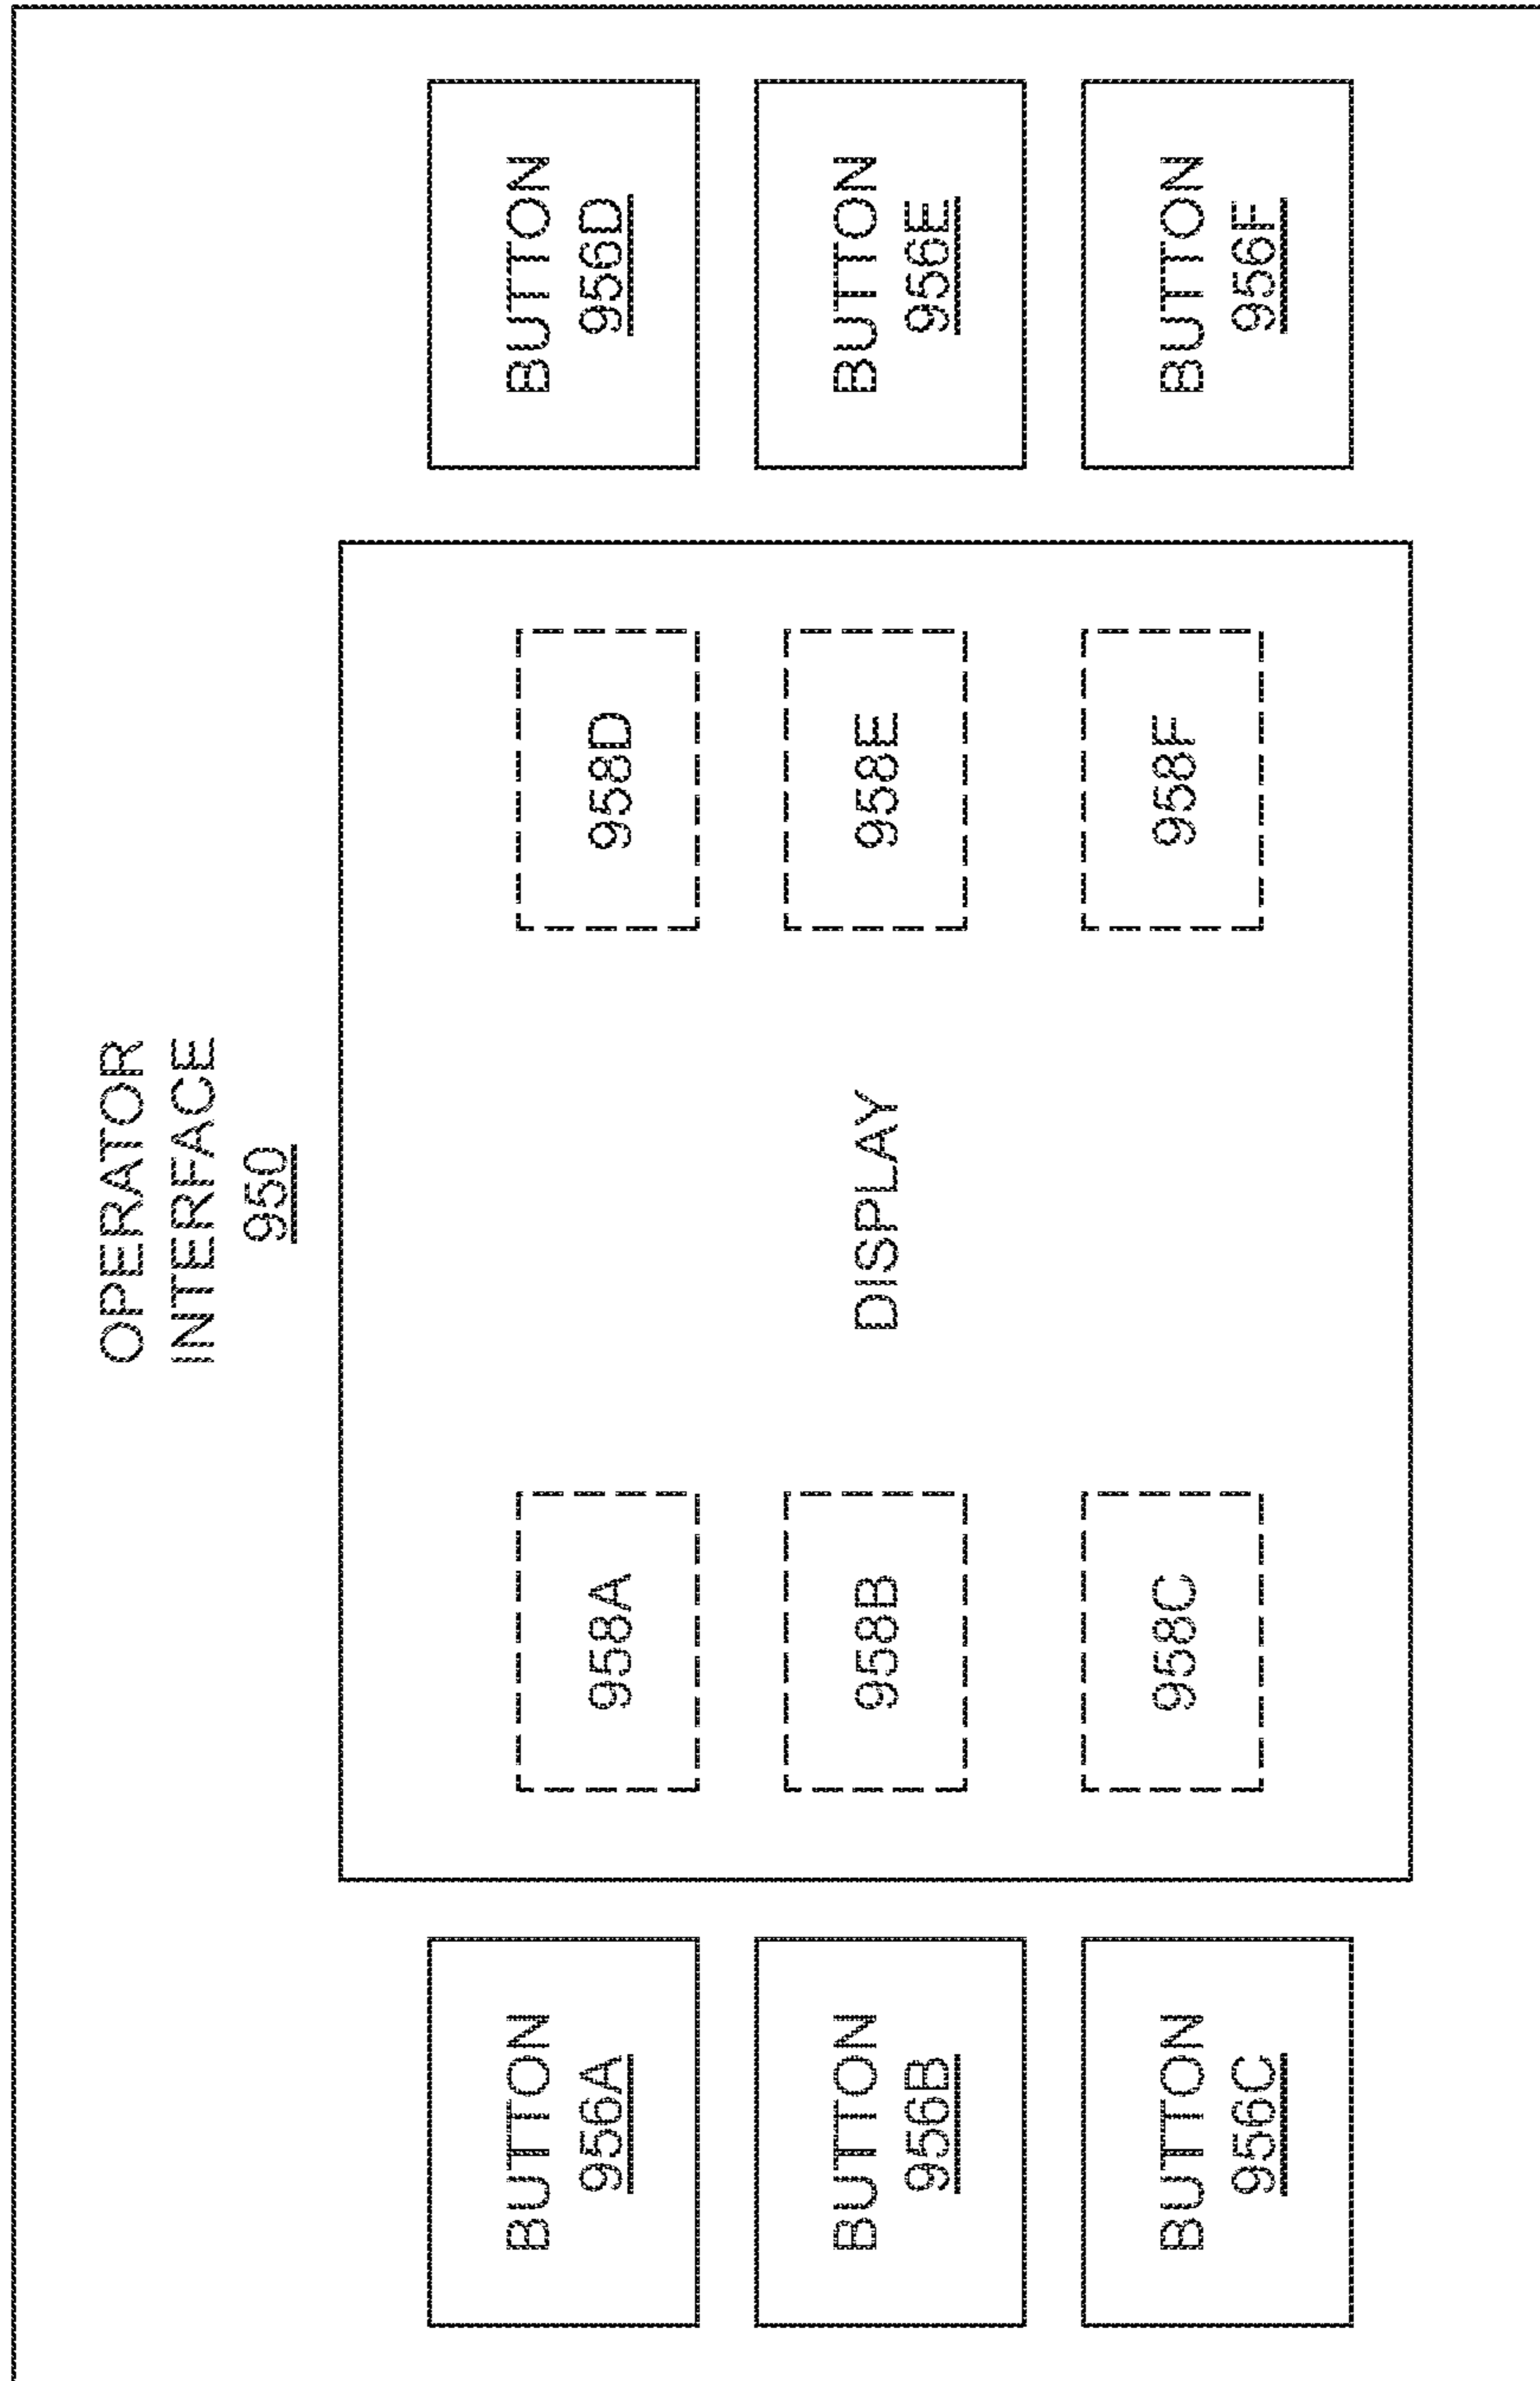 OPERATOR
INTERFACE
950
BUTTON
956A
BUTTON
956B
BUTTON
956C
958A
958B
958C
DISPLAY
958D
958E
958F
BUTTON
956D
BUTTON
956E
BUTTON
956F